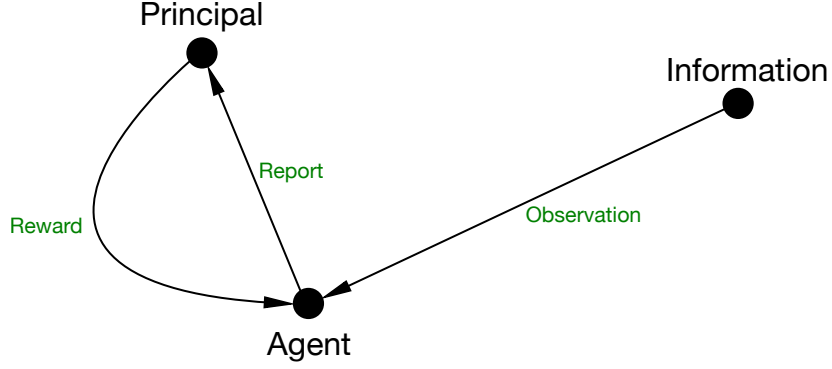 Principal
Information
Report
Observation
Reward
Agent